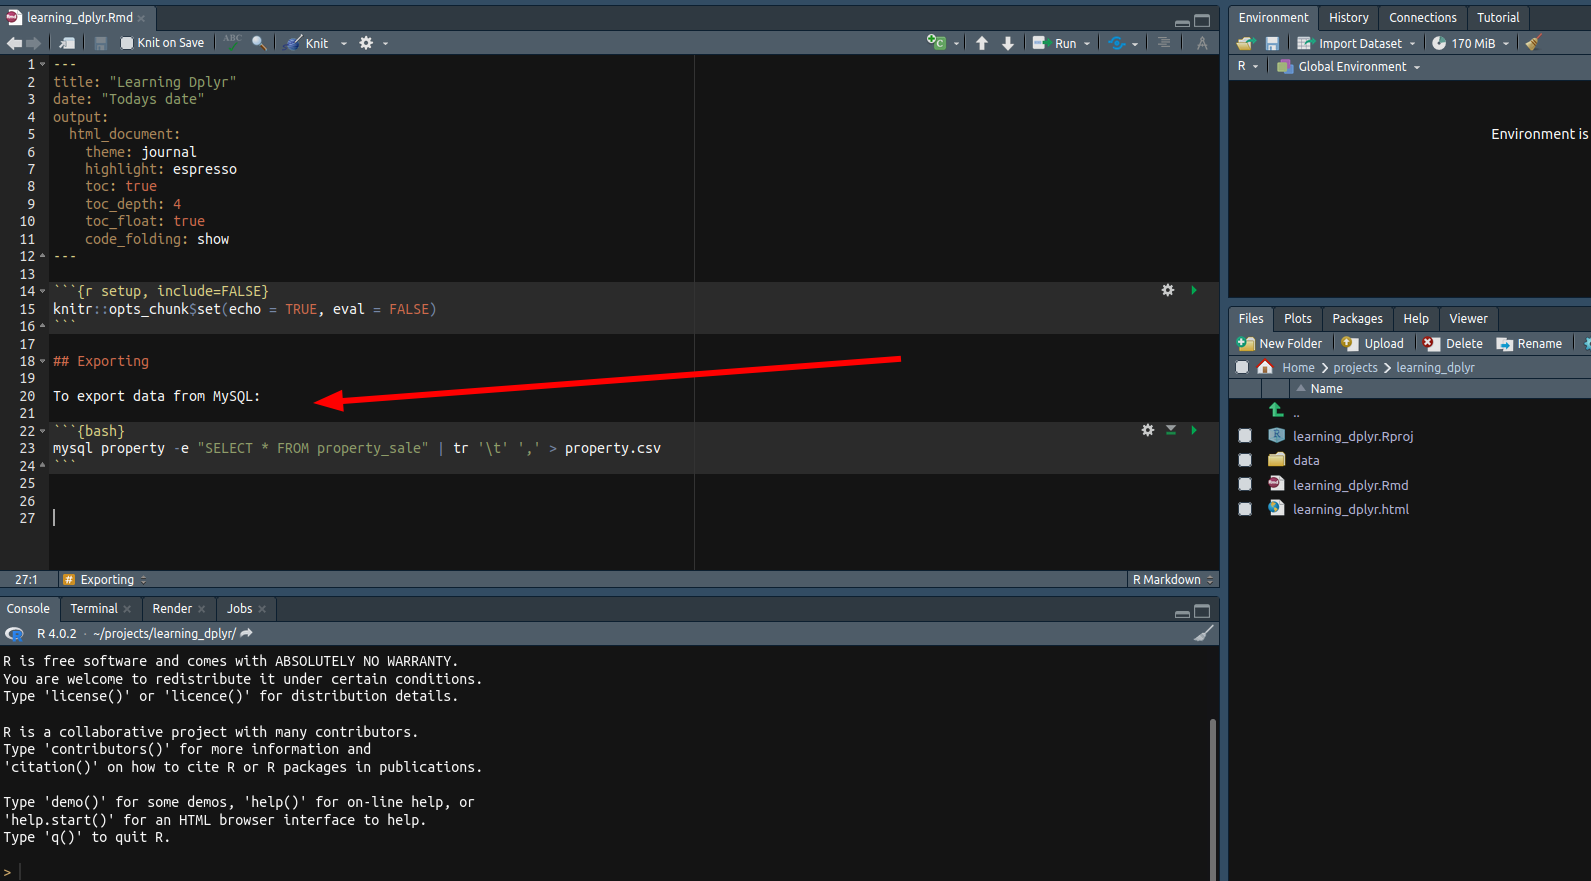 learning_dplyr.Rmd
Knit on Save
ABC
Knit
Run
1 ---
2 title: "Learning Dplyr"
3 date: "Todays date"
4 output:
5   html_document:
6     theme: journal
7     highlight: espresso
8     toc: true
9     toc_depth: 4
10     toc_float: true
11     code_folding: show
12 ---
13
14 ```{r setup, include=FALSE}
15 knitr::opts_chunk$set(echo = TRUE, eval = FALSE)
16 ```
17
18 ## Exporting
19
20 To export data from MySQL:
21
22 ```{bash}
23 mysql property -e "SELECT * FROM property_sale" | tr '\t' ',' > property.csv
24 ```
25
26
27
27:1 # Exporting R Markdown
Console Terminal Render Jobs
R 4.0.2 · ~/projects/learning_dplyr/
R is free software and comes with ABSOLUTELY NO WARRANTY.
You are welcome to redistribute it under certain conditions.
Type 'license()' or 'licence()' for distribution details.
R is a collaborative project with many contributors.
Type 'contributors()' for more information and
'citation()' on how to cite R or R packages in publications.
Type 'demo()' for some demos, 'help()' for on-line help, or
'help.start()' for an HTML browser interface to help.
Type 'q()' to quit R.
>
Environment History Connections Tutorial
Import Dataset 170 MiB
R Global Environment
Environment is
Files Plots Packages Help Viewer
New Folder Upload Delete Rename
Home projects learning_dplyr
Name
..
learning_dplyr.Rproj
data
learning_dplyr.Rmd
learning_dplyr.html